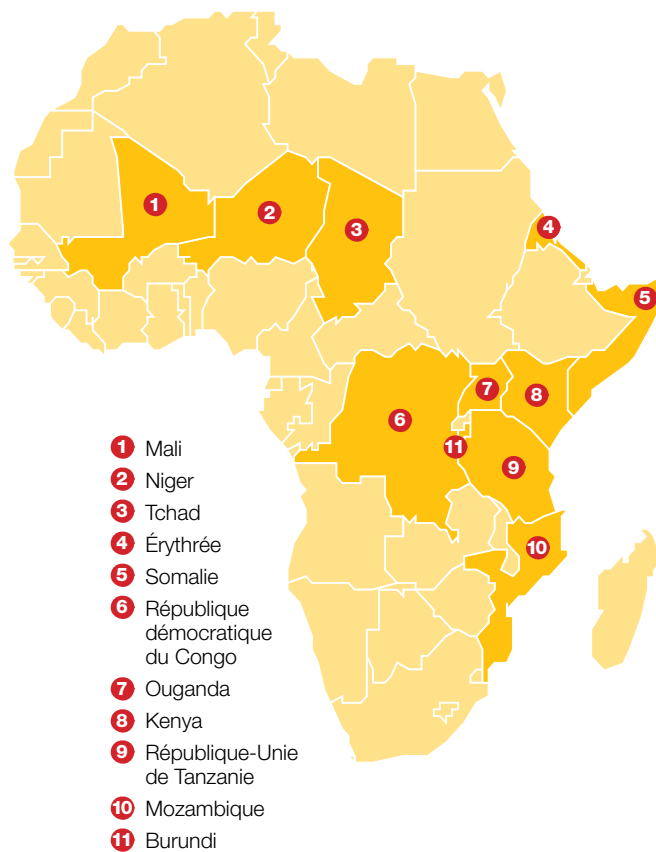 1
2
3
4
5
7
8
6
11
9
10
1 Mali
2 Niger
3 Tchad
4 Érythrée
5 Somalie
6 République
démocratique
du Congo
7 Ouganda
8 Kenya
9 République-Unie
de Tanzanie
10 Mozambique
11 Burundi